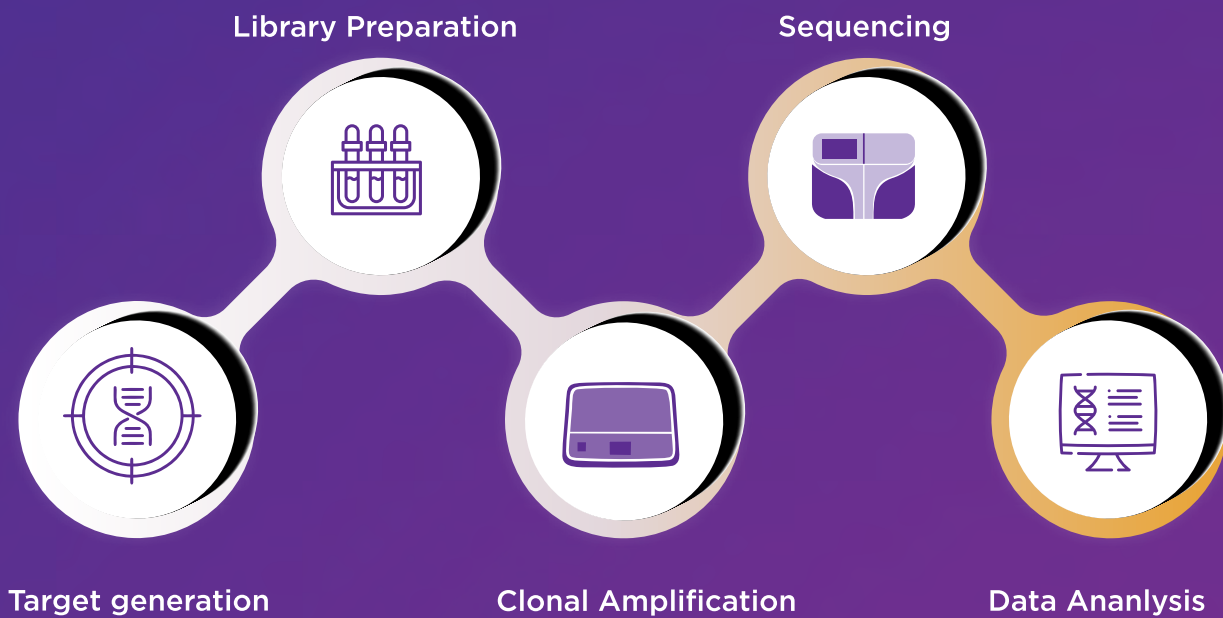 Library Preparation
Sequencing
Target generation
Clonal Amplification
Data Ananlysis